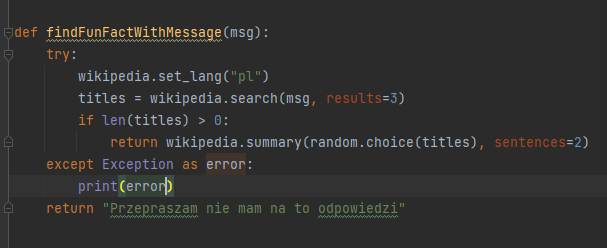 def findFunFactWithMessage(msg):
    try:
        wikipedia.set_lang("pl")
        titles = wikipedia.search(msg, results=3)
        if len(titles) > 0:
            return wikipedia.summary(random.choice(titles), sentences=2)
    except Exception as error:
        print(error)
    return "Przepraszam nie mam na to odpowiedzi"